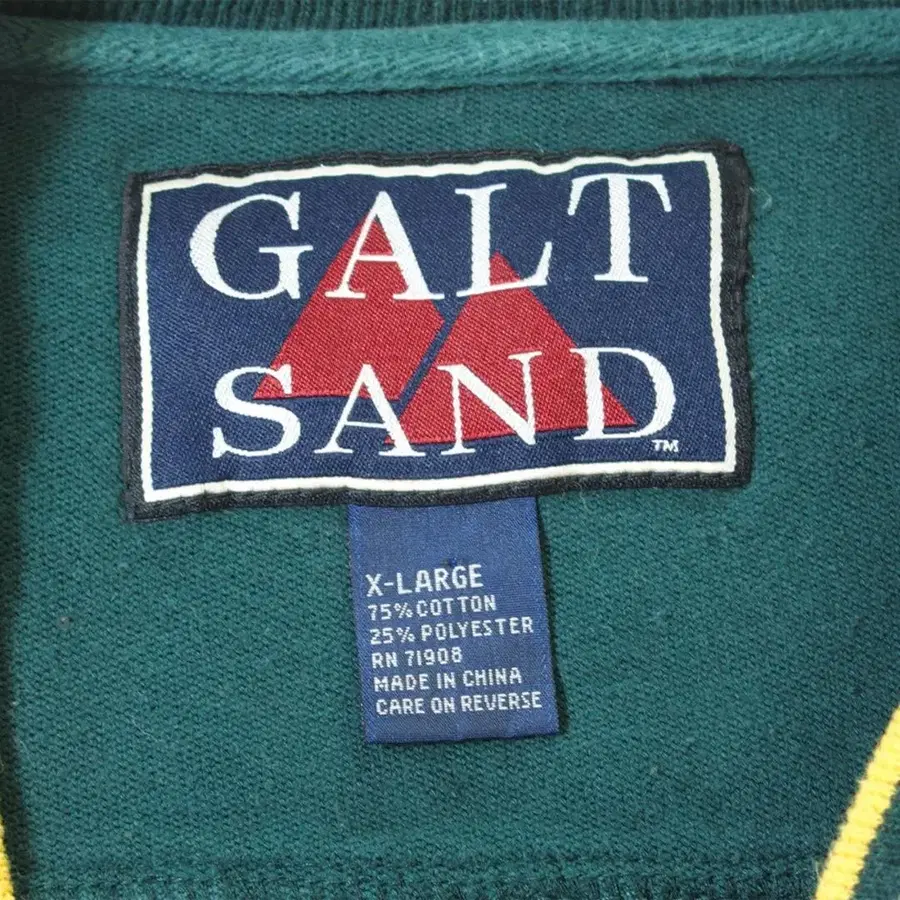 GALT
SAND
TM
X-LARGE
75% COTTON
25% POLYESTER
RN 71908
MADE IN CHINA
CARE ON REVERSE